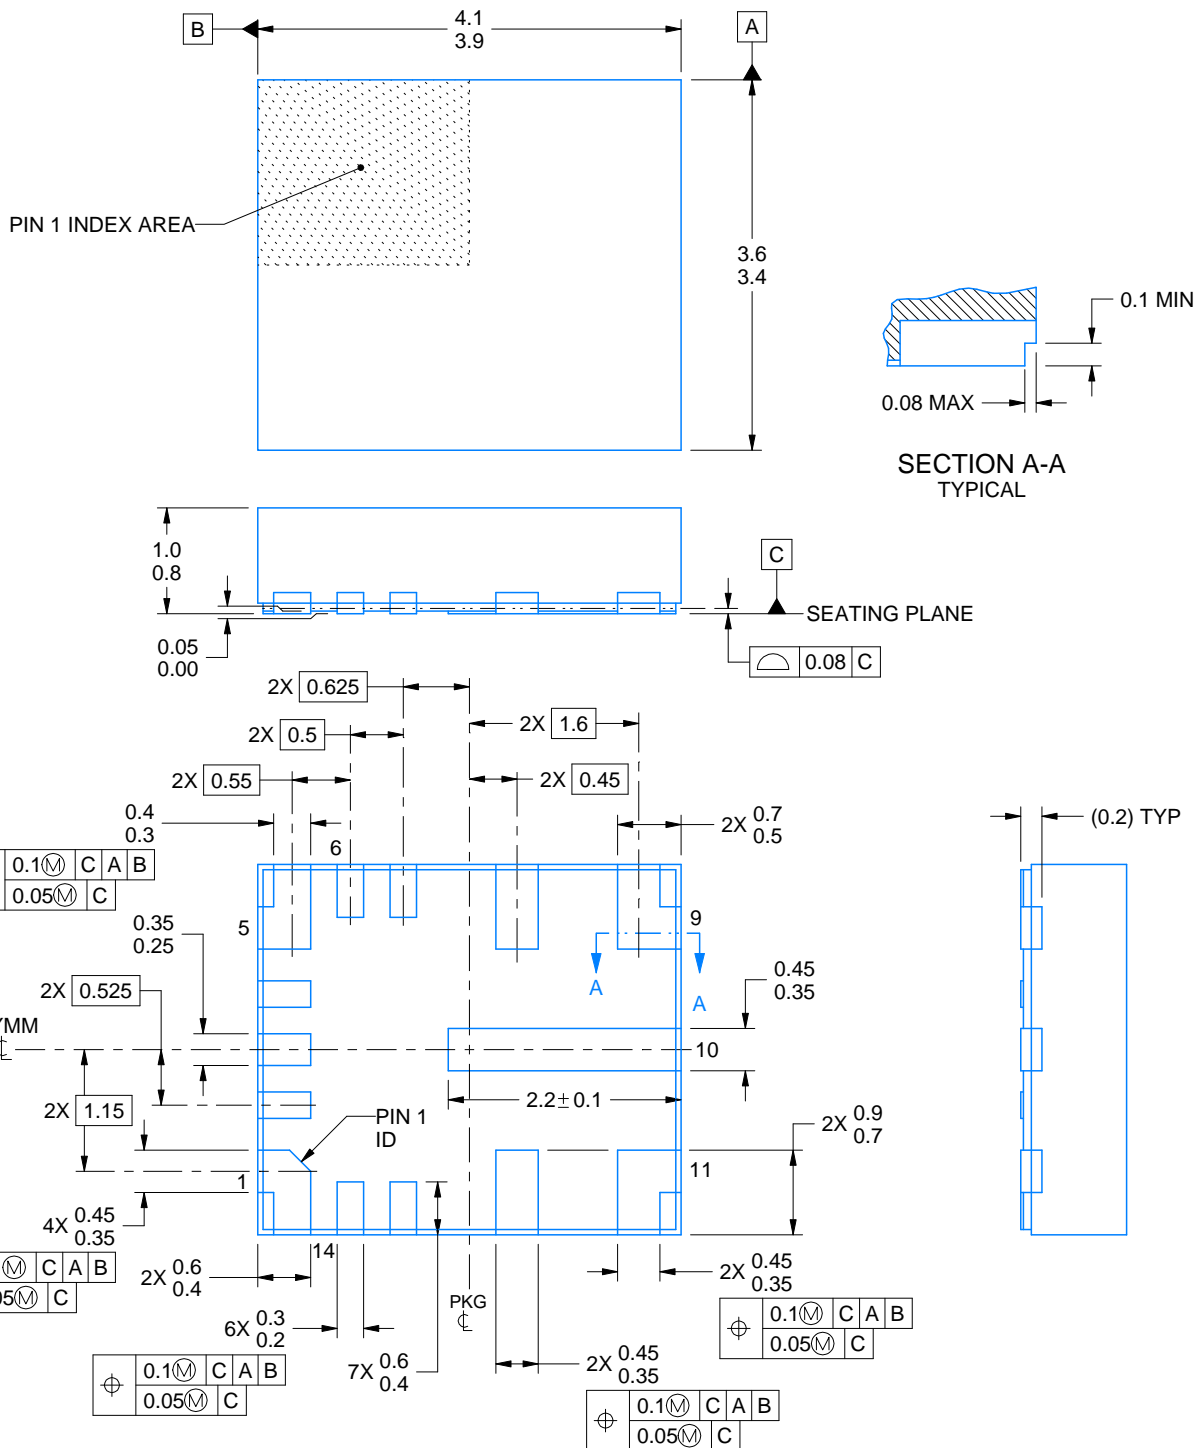 B
4.1
3.9
A
PIN 1 INDEX AREA
3.6
3.4
0.1 MIN
0.08 MAX
SECTION A-A
TYPICAL
1.0
0.8
C
SEATING PLANE
0.05
0.00
0.08 C
2X 0.625
2X 1.6
2X 0.5
2X 0.55
2X 0.45
0.4
0.3
6
2X 0.7
0.5
(0.2) TYP
0.1Ⓜ C A B
0.05Ⓜ C
5
9
0.35
0.25
A
A
0.45
0.35
2X 0.525
10
2X 1.15
2.2±0.1
PIN 1
ID
2X 0.9
0.7
1
11
4X 0.45
0.35
14
Ⓜ C A B
Ⓜ C
2X 0.6
0.4
2X 0.45
0.35
PKG
℄
6X 0.3
0.2
0.1Ⓜ C A B
0.05Ⓜ C
7X 0.6
0.4
2X 0.45
0.35
⌖ 0.1Ⓜ C A B
0.05Ⓜ C
⌖ 0.1Ⓜ C A B
0.05Ⓜ C